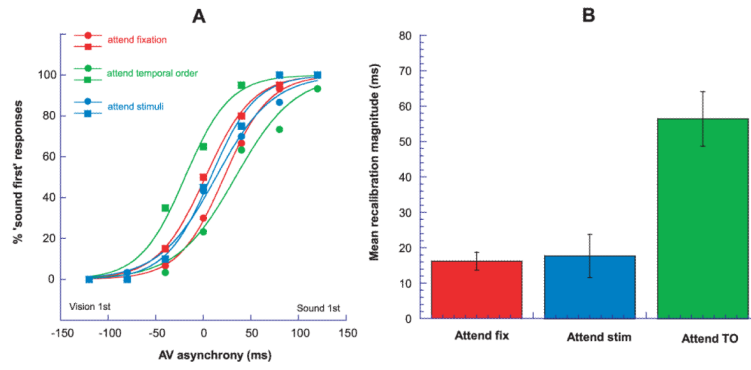 A
attend fixation
attend temporal order
attend stimuli
% 'sound first' responses
100
80
60
40
20
0
Vision 1st
Sound 1st
-150 -100 -50 0 50 100 150
AV asynchrony (ms)
B
Mean recalibration magnitude (ms)
80
70
60
50
40
30
20
10
0
Attend fix Attend stim Attend TO